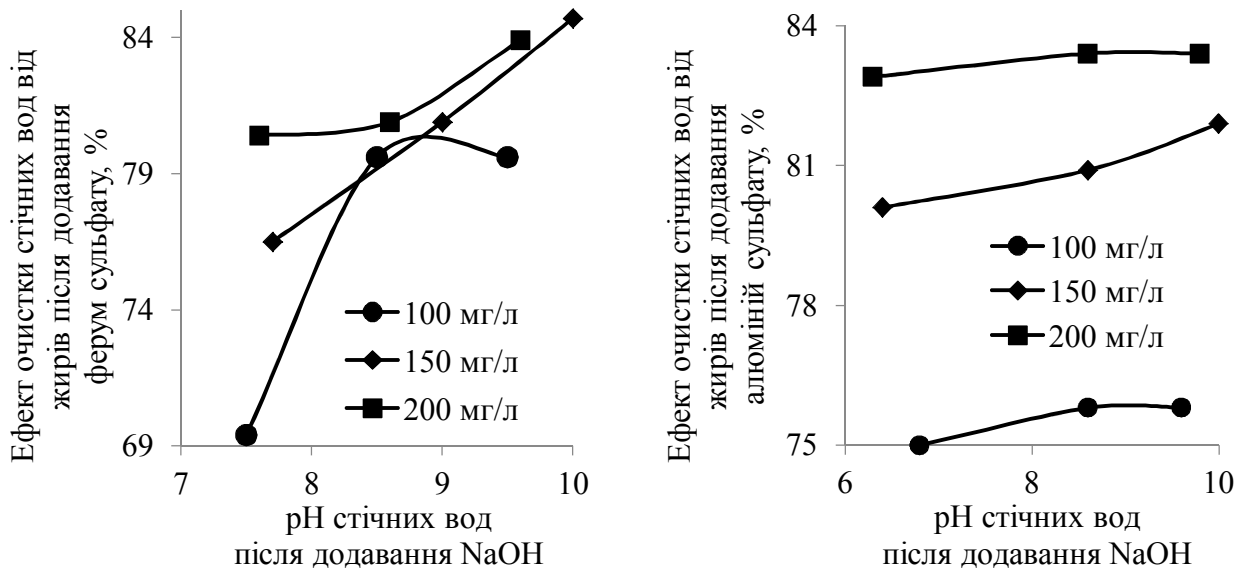 Ефект очистки стічних вод від
жирів після додавання
ферум сульфату, %
84
79
74
69
7
8
9
10
100 мг/л
150 мг/л
200 мг/л
рН стічних вод
після додавання NaOH
Ефект очистки стічних вод від
жирів після додавання
алюміній сульфату, %
84
81
78
75
6
8
10
100 мг/л
150 мг/л
200 мг/л
рН стічних вод
після додавання NaOH